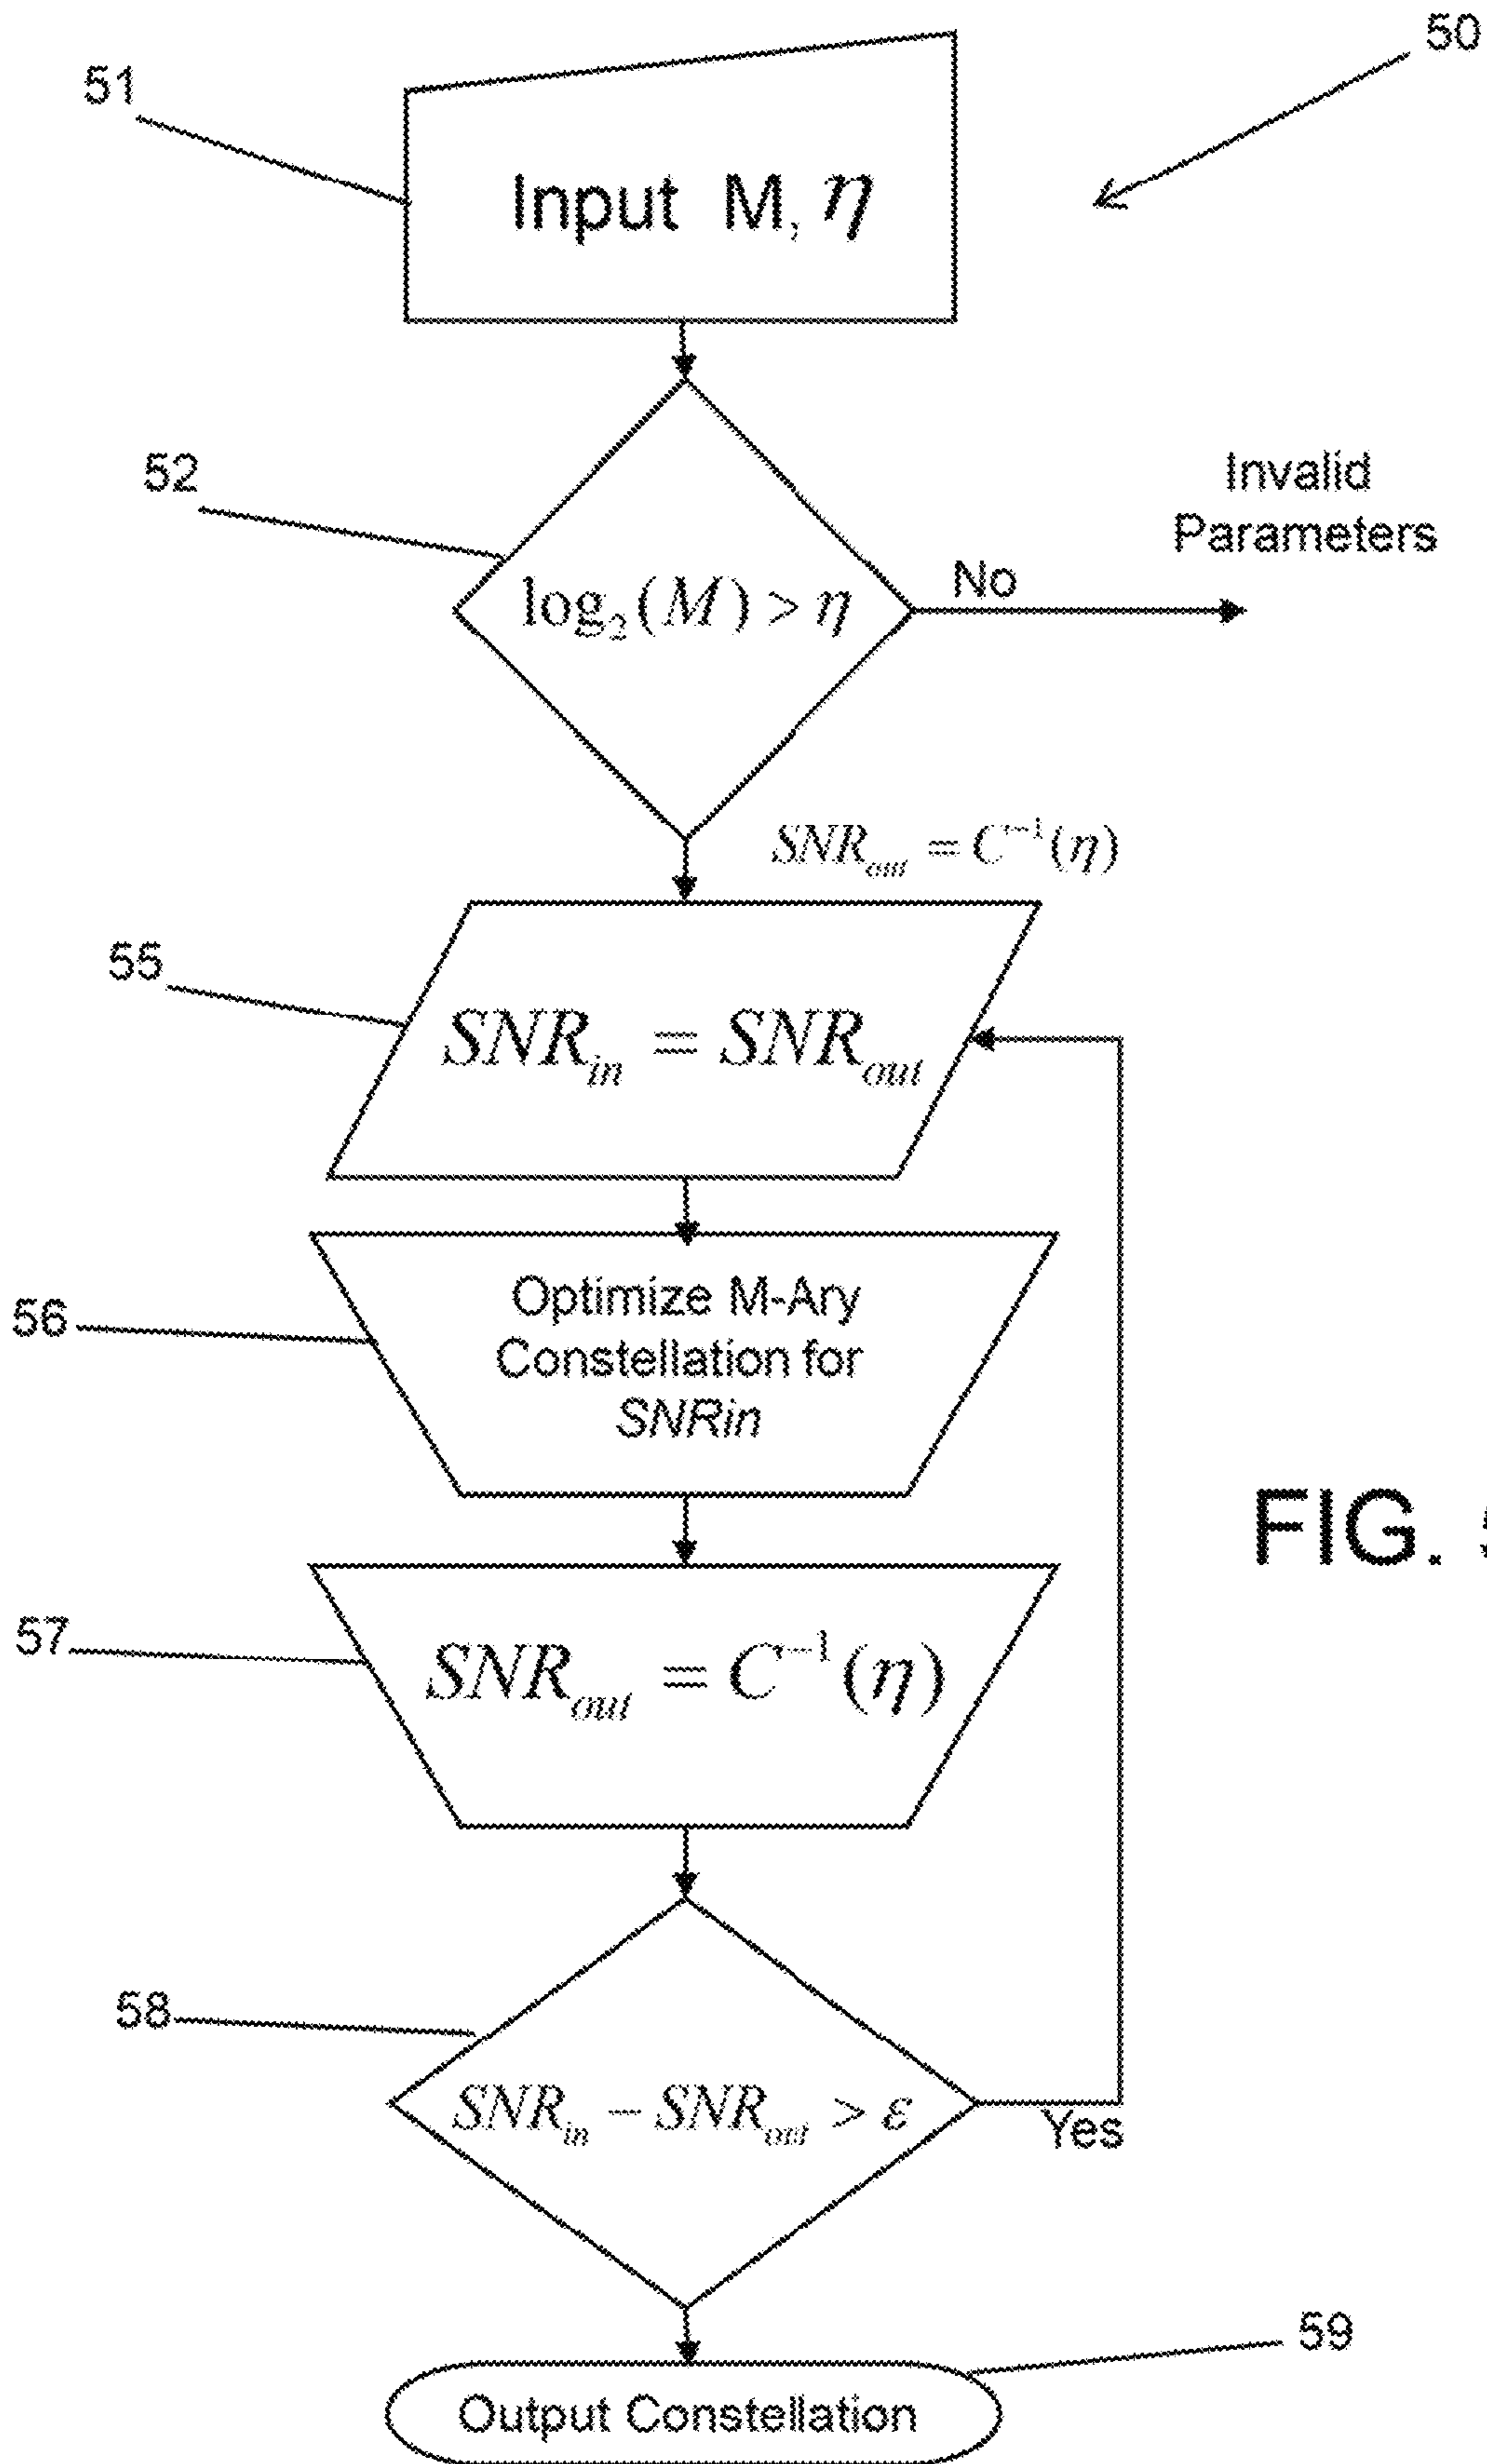 50
51
Input M, η
52
log₂(M) > η
No
Invalid
Parameters
SNR_out = C⁻¹(η)
55
SNR_in = SNR_out
56
Optimize M-Ary
Constellation for
SNRin
FIG. 5
57
SNR_out = C⁻¹(η)
58
SNR_in − SNR_out > ε
Yes
59
Output Constellation